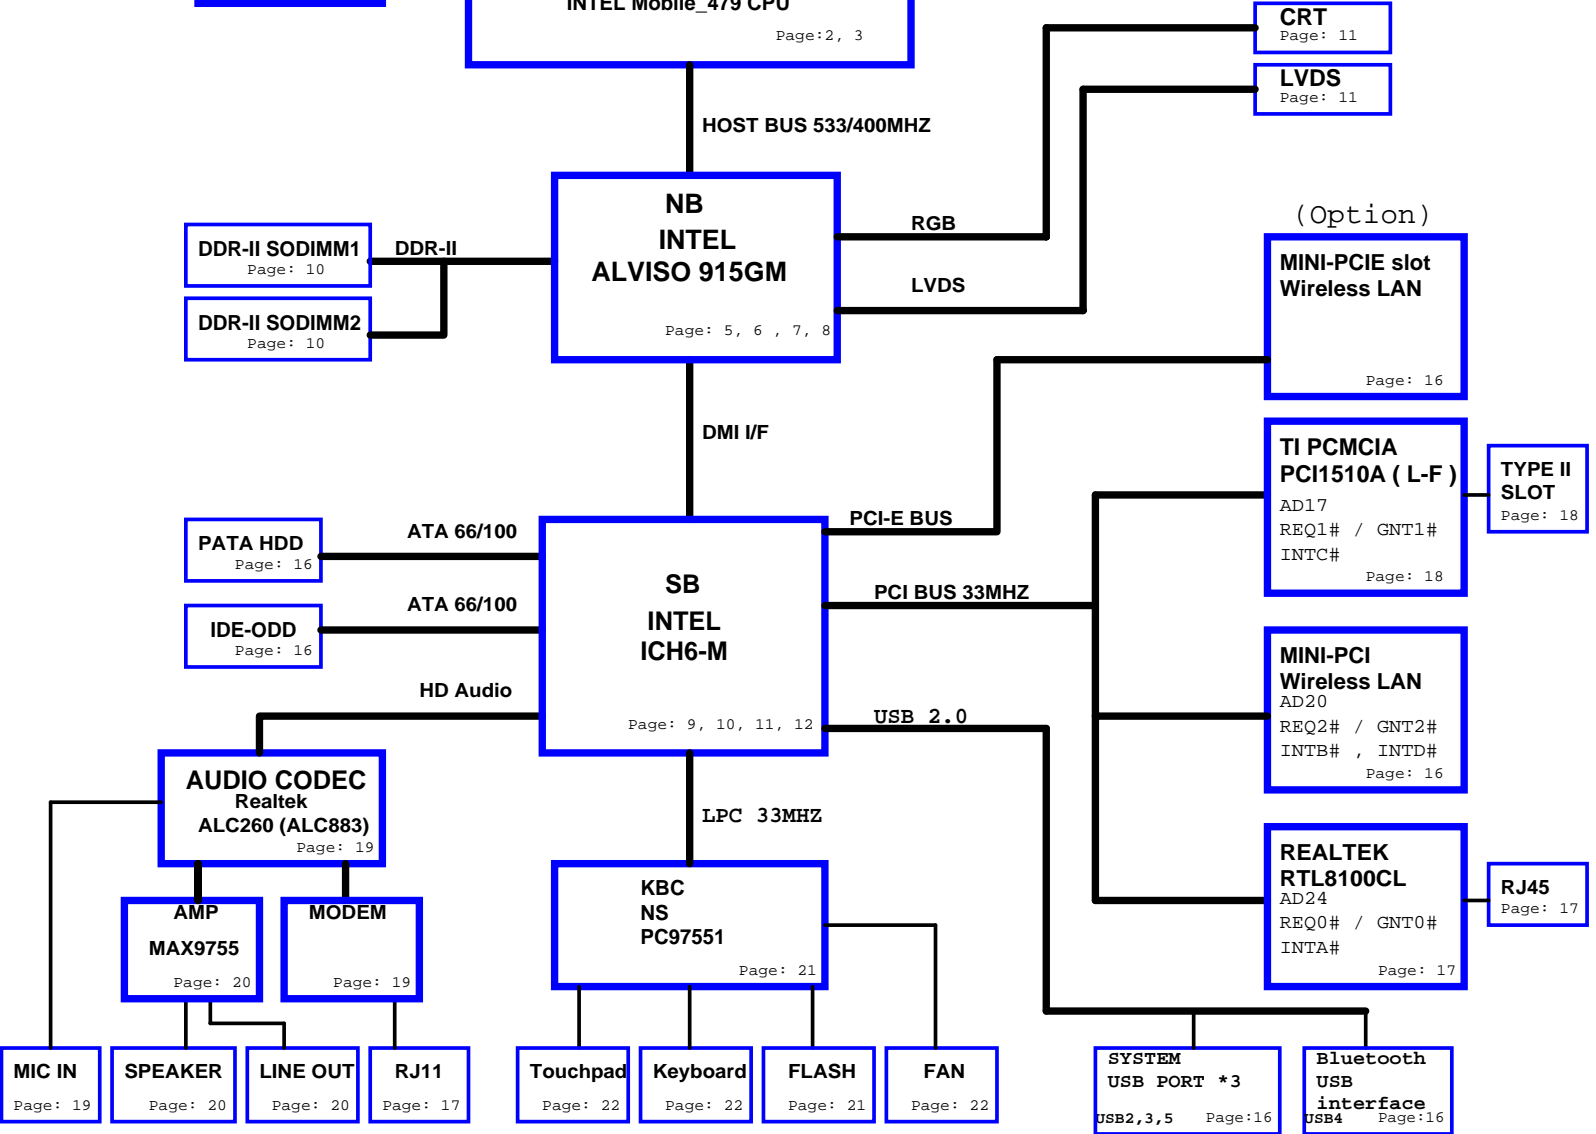 INTEL Mobile_479 CPU
Page:2, 3
CRT
Page: 11
LVDS
Page: 11
HOST BUS 533/400MHZ
NB
INTEL
ALVISO 915GM
Page: 5, 6 , 7, 8
RGB
LVDS
DDR-II SODIMM1
Page: 10
DDR-II
DDR-II SODIMM2
Page: 10
(Option)
MINI-PCIE slot
Wireless LAN
Page: 16
DMI I/F
TI PCMCIA
PCI1510A ( L-F )
AD17
REQ1# / GNT1#
INTC#
Page: 18
TYPE II
SLOT
Page: 18
PATA HDD
Page: 16
ATA 66/100
IDE-ODD
Page: 16
ATA 66/100
HD Audio
SB
INTEL
ICH6-M
Page: 9, 10, 11, 12
PCI-E BUS
PCI BUS 33MHZ
USB 2.0
MINI-PCI
Wireless LAN
AD20
REQ2# / GNT2#
INTB# , INTD#
Page: 16
AUDIO CODEC
Realtek
ALC260 (ALC883)
Page: 19
LPC 33MHZ
REALTEK
RTL8100CL
AD24
REQ0# / GNT0#
INTA#
Page: 17
RJ45
Page: 17
AMP
MAX9755
Page: 20
MODEM
Page: 19
KBC
NS
PC97551
Page: 21
MIC IN
Page: 19
SPEAKER
Page: 20
LINE OUT
Page: 20
RJ11
Page: 17
Touchpad
Page: 22
Keyboard
Page: 22
FLASH
Page: 21
FAN
Page: 22
SYSTEM
USB PORT *3
USB2,3,5 Page:16
Bluetooth
USB
interface
USB4 Page:16